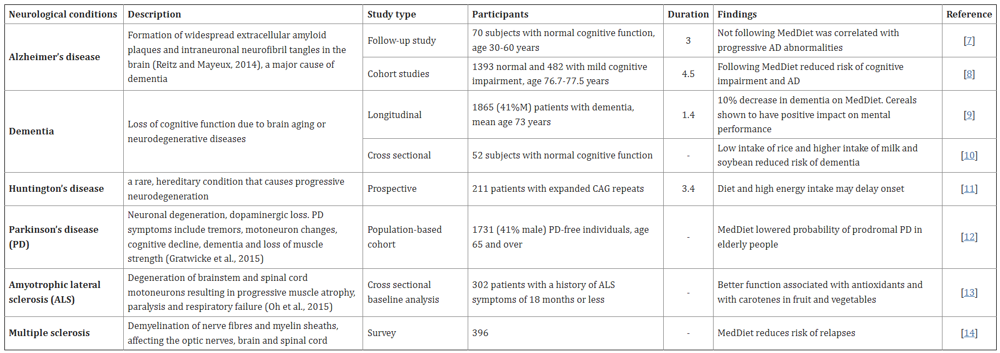 Neurological conditions Description Study type Participants Duration Findings Reference
Alzheimer's disease
Formation of widespread extracellular amyloid
plaques and intraneuronal neurofibril tangles in the
brain (Reitz and Mayeux, 2014), a major cause of
dementia
Follow-up study
70 subjects with normal cognitive function,
age 30-60 years
3
Not following MedDiet was correlated with
progressive AD abnormalities
[7]
Cohort studies
1393 normal and 482 with mild cognitive
impairment, age 76.7-77.5 years
4.5
Following MedDiet reduced risk of cognitive
impairment and AD
[8]
Dementia
Loss of cognitive function due to brain aging or
neurodegenerative diseases
Longitudinal
1865 (41%M) patients with dementia,
mean age 73 years
1.4
10% decrease in dementia on MedDiet. Cereals
shown to have positive impact on mental
performance
[9]
Cross sectional
52 subjects with normal cognitive function
-
Low intake of rice and higher intake of milk and
soybean reduced risk of dementia
[10]
Huntington's disease
a rare, hereditary condition that causes progressive
neurodegeneration
Prospective
211 patients with expanded CAG repeats
3.4
Diet and high energy intake may delay onset
[11]
Parkinson's disease
(PD)
Neuronal degeneration, dopaminergic loss. PD
symptoms include tremors, motoneuron changes,
cognitive decline, dementia and loss of muscle
strength (Gratwicke et al., 2015)
Population-based
cohort
1731 (41% male) PD-free individuals, age
65 and over
-
MedDiet lowered probability of prodromal PD in
elderly people
[12]
Amyotrophic lateral
sclerosis (ALS)
Degeneration of brainstem and spinal cord
motoneurons resulting in progressive muscle atrophy,
paralysis and respiratory failure (Oh et al., 2015)
Cross sectional
baseline analysis
302 patients with a history of ALS
symptoms of 18 months or less
-
Better function associated with antioxidants and
with carotenes in fruit and vegetables
[13]
Multiple sclerosis
Demyelination of nerve fibres and myelin sheaths,
affecting the optic nerves, brain and spinal cord
Survey
396
-
MedDiet reduces risk of relapses
[14]